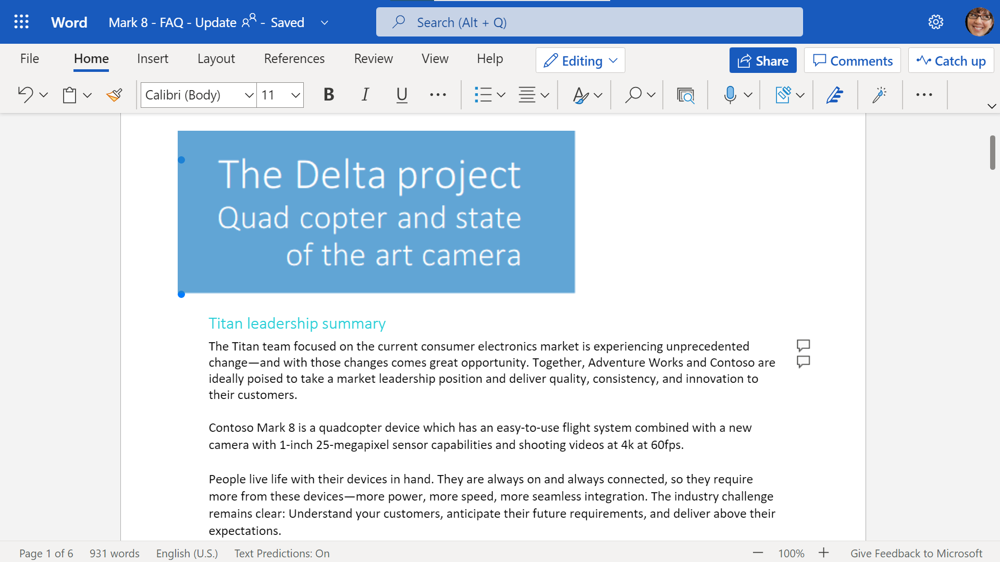 Word Mark 8 - FAQ - Update - Saved Search (Alt + Q)
File Home Insert Layout References Review View Help Editing Share Comments Catch up
Calibri (Body) 11 B I U
The Delta project
Quad copter and state
of the art camera
Titan leadership summary
The Titan team focused on the current consumer electronics market is experiencing unprecedented
change—and with those changes comes great opportunity. Together, Adventure Works and Contoso are
ideally poised to take a market leadership position and deliver quality, consistency, and innovation to
their customers.
Contoso Mark 8 is a quadcopter device which has an easy-to-use flight system combined with a new
camera with 1-inch 25-megapixel sensor capabilities and shooting videos at 4k at 60fps.
People live life with their devices in hand. They are always on and always connected, so they require
more from these devices—more power, more speed, more seamless integration. The industry challenge
remains clear: Understand your customers, anticipate their future requirements, and deliver above their
expectations.
Page 1 of 6 931 words English (U.S.) Text Predictions: On 100% Give Feedback to Microsoft